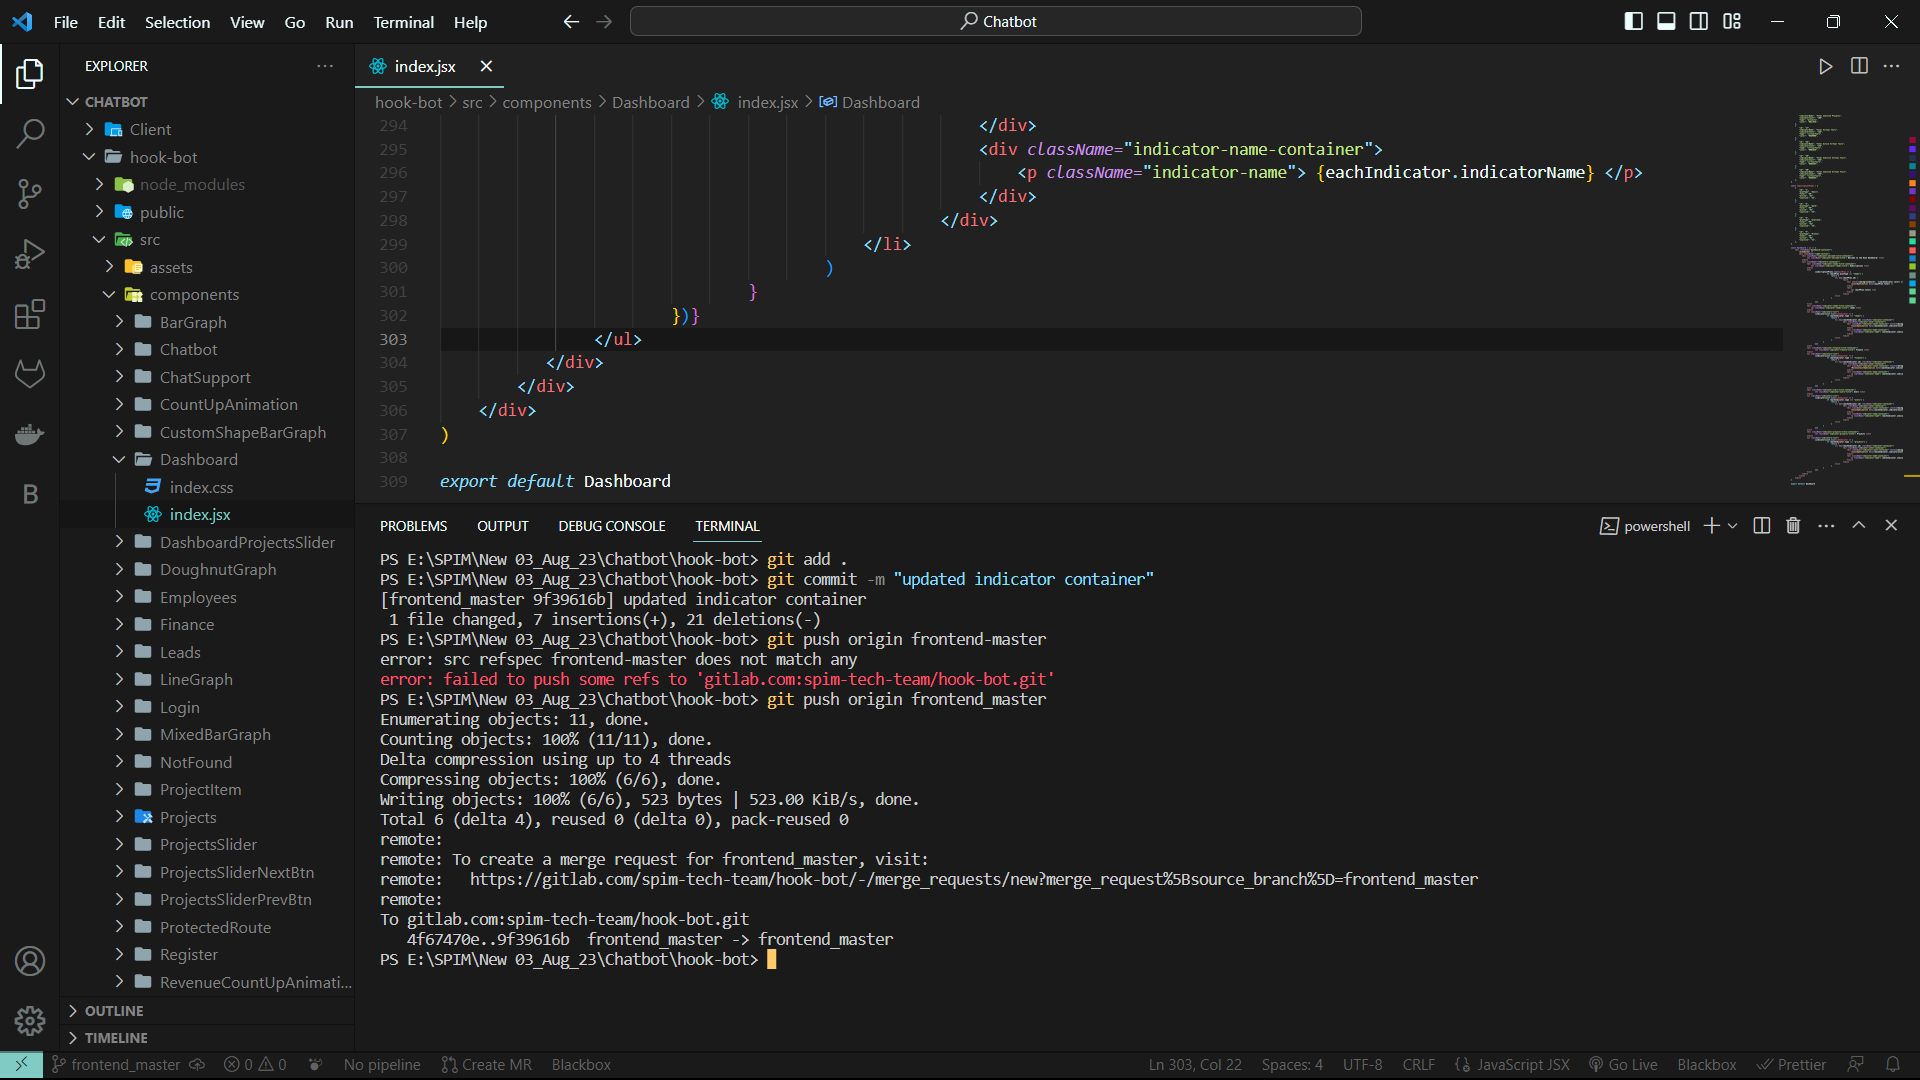 File Edit Selection View Go Run Terminal Help
Chatbot
EXPLORER
CHATBOT
Client
hook-bot
node_modules
public
src
assets
components
BarGraph
Chatbot
ChatSupport
CountUpAnimation
CustomShapeBarGraph
Dashboard
index.css
index.jsx
DashboardProjectsSlider
DoughnutGraph
Employees
Finance
Leads
LineGraph
Login
MixedBarGraph
NotFound
ProjectItem
Projects
ProjectsSlider
ProjectsSliderNextBtn
ProjectsSliderPrevBtn
ProtectedRoute
Register
RevenueCountUpAnimati...
OUTLINE
TIMELINE
index.jsx
hook-bot > src > components > Dashboard > index.jsx > Dashboard
294 </div>
295 <div className="indicator-name-container">
296 <p className="indicator-name"> {eachIndicator.indicatorName} </p>
297 </div>
298 </div>
299 </li>
300 )
301 }
302 })}
303 </ul>
304 </div>
305 </div>
306 </div>
307 )
308
309 export default Dashboard
PROBLEMS OUTPUT DEBUG CONSOLE TERMINAL
powershell
PS E:\SPIM\New 03_Aug_23\Chatbot\hook-bot> git add .
PS E:\SPIM\New 03_Aug_23\Chatbot\hook-bot> git commit -m "updated indicator container"
[frontend_master 9f39616b] updated indicator container
1 file changed, 7 insertions(+), 21 deletions(-)
PS E:\SPIM\New 03_Aug_23\Chatbot\hook-bot> git push origin frontend-master
error: src refspec frontend-master does not match any
error: failed to push some refs to 'gitlab.com:spim-tech-team/hook-bot.git'
PS E:\SPIM\New 03_Aug_23\Chatbot\hook-bot> git push origin frontend_master
Enumerating objects: 11, done.
Counting objects: 100% (11/11), done.
Delta compression using up to 4 threads
Compressing objects: 100% (6/6), done.
Writing objects: 100% (6/6), 523 bytes | 523.00 KiB/s, done.
Total 6 (delta 4), reused 0 (delta 0), pack-reused 0
remote:
remote: To create a merge request for frontend_master, visit:
remote:   https://gitlab.com/spim-tech-team/hook-bot/-/merge_requests/new?merge_request%5Bsource_branch%5D=frontend_master
remote:
To gitlab.com:spim-tech-team/hook-bot.git
4f67470e..9f39616b  frontend_master -> frontend_master
PS E:\SPIM\New 03_Aug_23\Chatbot\hook-bot>
frontend_master 0 0 No pipeline Create MR Blackbox Ln 303, Col 22 Spaces: 4 UTF-8 CRLF JavaScript JSX Go Live Blackbox Prettier